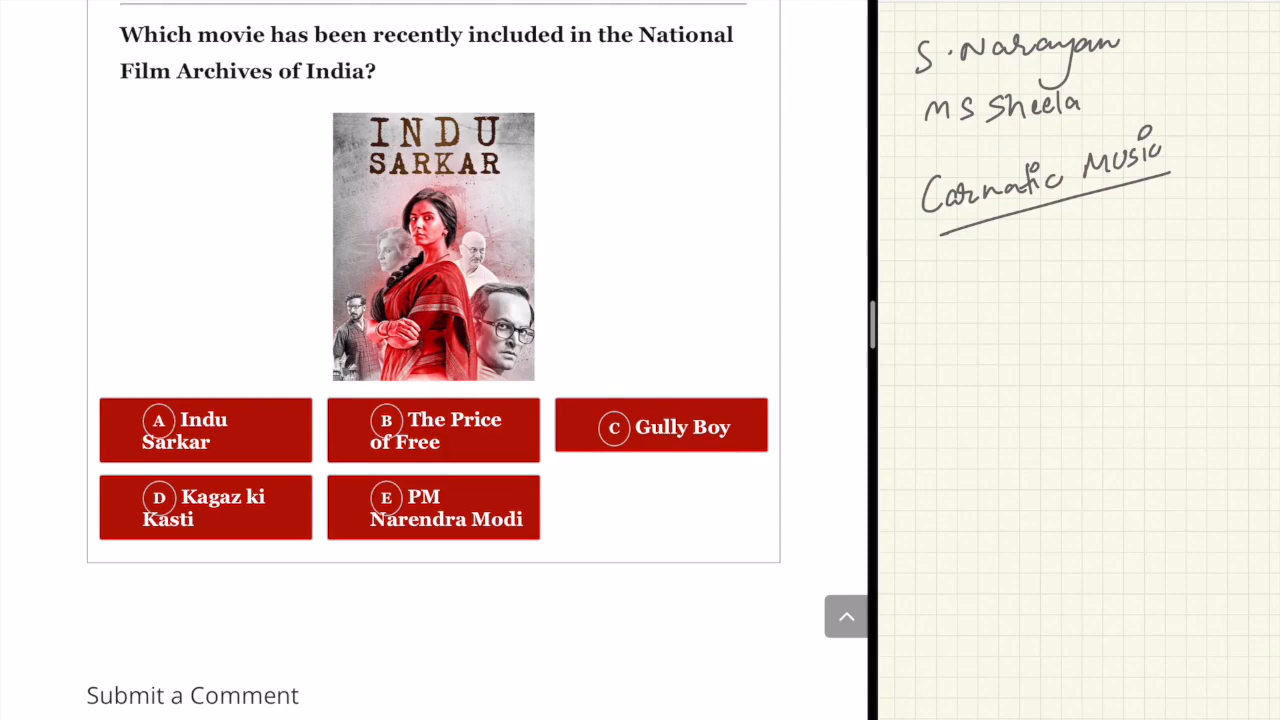 Which movie has been recently included in the National
Film Archives of India?
INDU
SARKAR
A Indu
Sarkar
B The Price
of Free
C Gully Boy
D Kagaz ki
Kasti
E PM
Narendra Modi
Submit a Comment
S. Narayan
M S Sheela
Carnatic Music